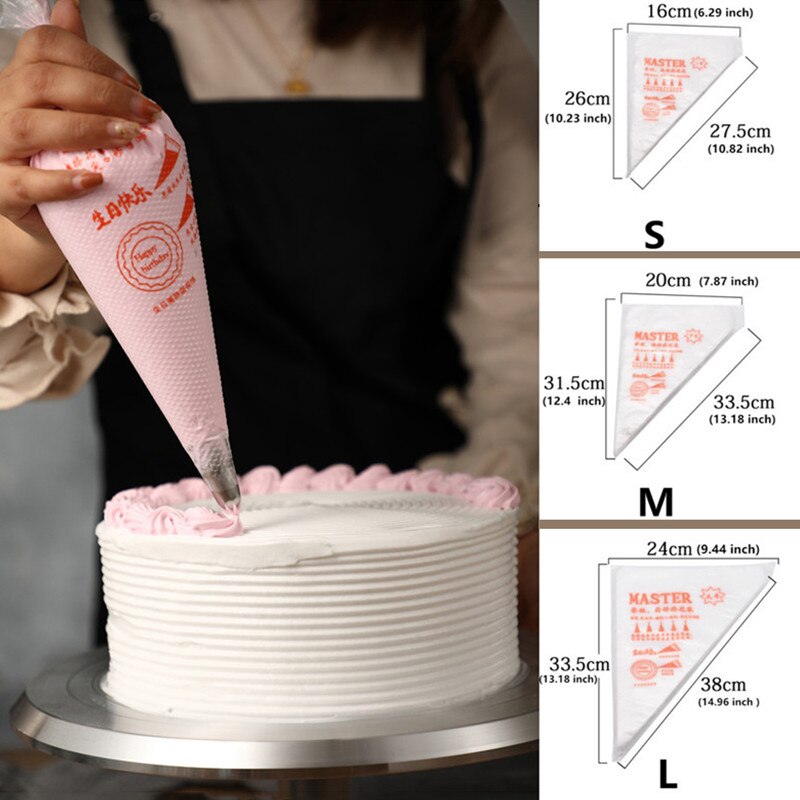 生日快乐
Happy
birthday
16cm(6.29 inch)
MASTER
26cm
(10.23 inch)
27.5cm
(10.82 inch)
S
20cm (7.87 inch)
MASTER
31.5cm
(12.4 inch)
33.5cm
(13.18 inch)
M
24cm (9.44 inch)
MASTER
33.5cm
(13.18 inch)
38cm
(14.96 inch )
L